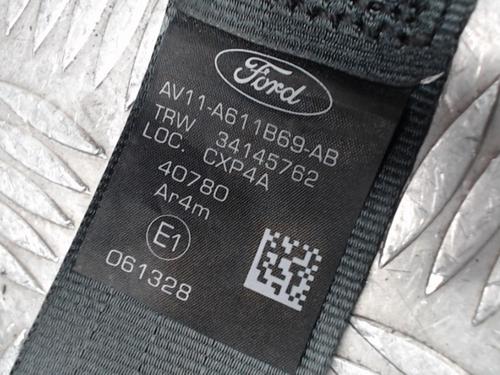 Ford
AV11-A611B69-AB
TRW 34145762
LOC. CXP4A
40780
Ar4m
E1
061328